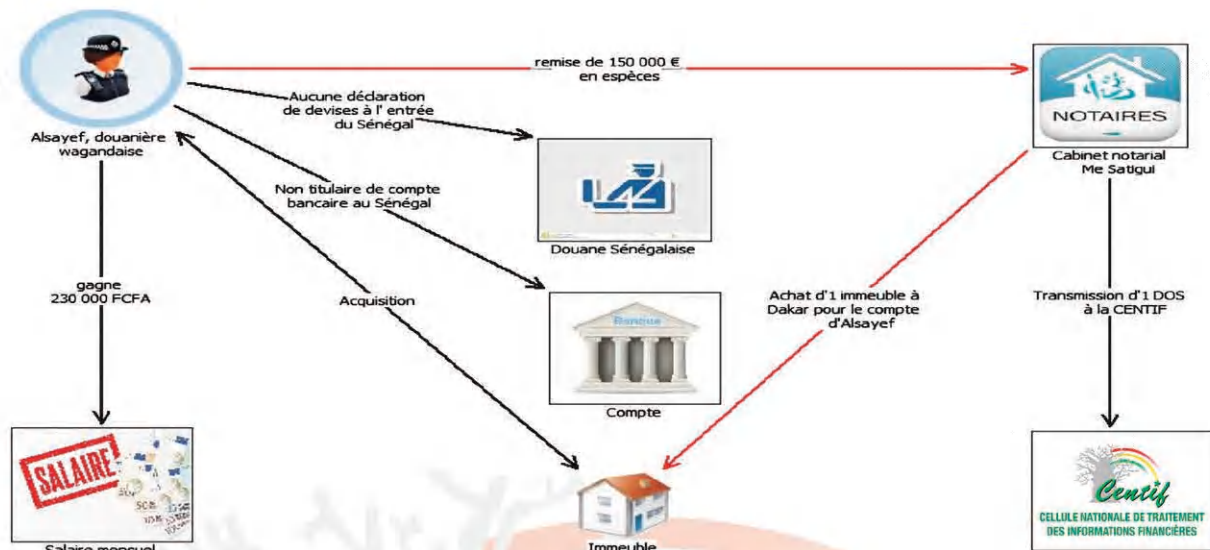 remise de 150 000 €
en espèces
Aucune déclaration
de devises à l' entrée
du Sénégal
NOTAIRES
Alsayef, douanière
wagandaise
Cabinet notarial
Me Satigui
Non titulaire de compte
bancaire au Sénégal
Douane Sénégalaise
gagne
230 000 FCFA
Acquisition
Achat d'1 immeuble à
Dakar pour le compte
d'Alsayef
Transmission d'1 DOS
à la CENTIF
Banque
Compte
SALAIRE
Centif
CELLULE NATIONALE DE TRAITEMENT
DES INFORMATIONS FINANCIÈRES
Salaire mensuel
Immeuble